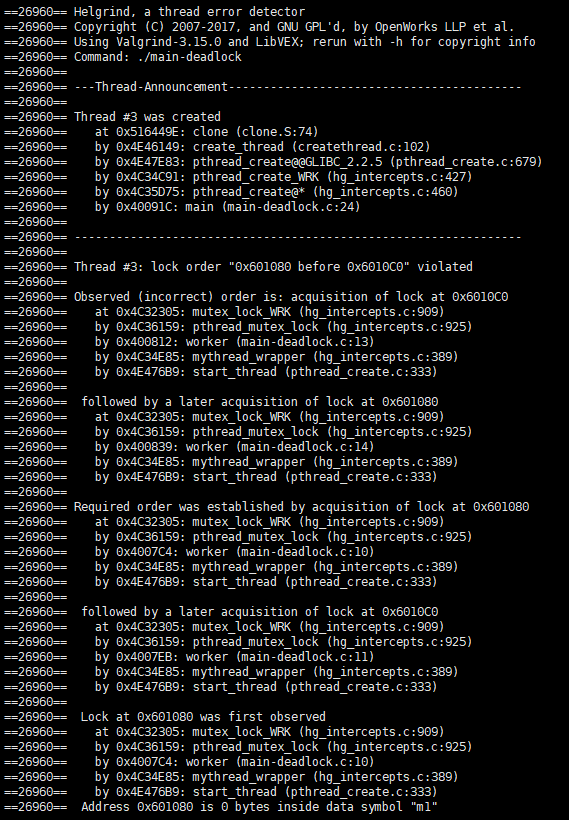 ==26960== Helgrind, a thread error detector
==26960== Copyright (C) 2007-2017, and GNU GPL'd, by OpenWorks LLP et al.
==26960== Using Valgrind-3.15.0 and LibVEX; rerun with -h for copyright info
==26960== Command: ./main-deadlock
==26960==
==26960== ---Thread-Announcement------------------------------------------
==26960==
==26960== Thread #3 was created
==26960==    at 0x516449E: clone (clone.S:74)
==26960==    by 0x4E46149: create_thread (createthread.c:102)
==26960==    by 0x4E47E83: pthread_create@@GLIBC_2.2.5 (pthread_create.c:679)
==26960==    by 0x4C34C91: pthread_create_WRK (hg_intercepts.c:427)
==26960==    by 0x4C35D75: pthread_create@* (hg_intercepts.c:460)
==26960==    by 0x40091C: main (main-deadlock.c:24)
==26960==
==26960== ----------------------------------------------------------------
==26960==
==26960== Thread #3: lock order "0x601080 before 0x6010C0" violated
==26960==
==26960== Observed (incorrect) order is: acquisition of lock at 0x6010C0
==26960==    at 0x4C32305: mutex_lock_WRK (hg_intercepts.c:909)
==26960==    by 0x4C36159: pthread_mutex_lock (hg_intercepts.c:925)
==26960==    by 0x400812: worker (main-deadlock.c:13)
==26960==    by 0x4C34E85: mythread_wrapper (hg_intercepts.c:389)
==26960==    by 0x4E476B9: start_thread (pthread_create.c:333)
==26960==
==26960==  followed by a later acquisition of lock at 0x601080
==26960==    at 0x4C32305: mutex_lock_WRK (hg_intercepts.c:909)
==26960==    by 0x4C36159: pthread_mutex_lock (hg_intercepts.c:925)
==26960==    by 0x400839: worker (main-deadlock.c:14)
==26960==    by 0x4C34E85: mythread_wrapper (hg_intercepts.c:389)
==26960==    by 0x4E476B9: start_thread (pthread_create.c:333)
==26960==
==26960== Required order was established by acquisition of lock at 0x601080
==26960==    at 0x4C32305: mutex_lock_WRK (hg_intercepts.c:909)
==26960==    by 0x4C36159: pthread_mutex_lock (hg_intercepts.c:925)
==26960==    by 0x4007C4: worker (main-deadlock.c:10)
==26960==    by 0x4C34E85: mythread_wrapper (hg_intercepts.c:389)
==26960==    by 0x4E476B9: start_thread (pthread_create.c:333)
==26960==
==26960==  followed by a later acquisition of lock at 0x6010C0
==26960==    at 0x4C32305: mutex_lock_WRK (hg_intercepts.c:909)
==26960==    by 0x4C36159: pthread_mutex_lock (hg_intercepts.c:925)
==26960==    by 0x4007EB: worker (main-deadlock.c:11)
==26960==    by 0x4C34E85: mythread_wrapper (hg_intercepts.c:389)
==26960==    by 0x4E476B9: start_thread (pthread_create.c:333)
==26960==
==26960==  Lock at 0x601080 was first observed
==26960==    at 0x4C32305: mutex_lock_WRK (hg_intercepts.c:909)
==26960==    by 0x4C36159: pthread_mutex_lock (hg_intercepts.c:925)
==26960==    by 0x4007C4: worker (main-deadlock.c:10)
==26960==    by 0x4C34E85: mythread_wrapper (hg_intercepts.c:389)
==26960==    by 0x4E476B9: start_thread (pthread_create.c:333)
==26960==  Address 0x601080 is 0 bytes inside data symbol "m1"